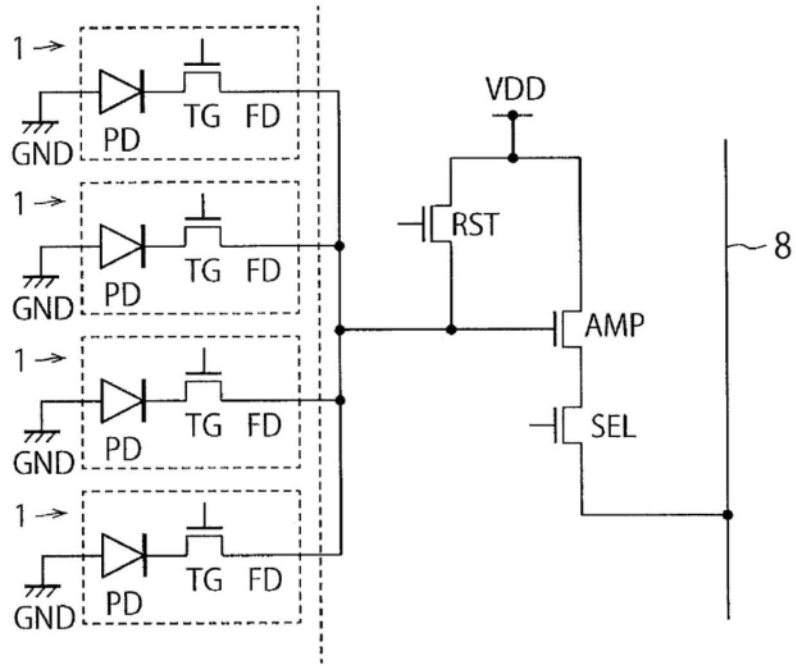 1
GND
PD
TG
FD
1
GND
PD
TG
FD
1
GND
PD
TG
FD
1
GND
PD
TG
FD
VDD
RST
AMP
SEL
8